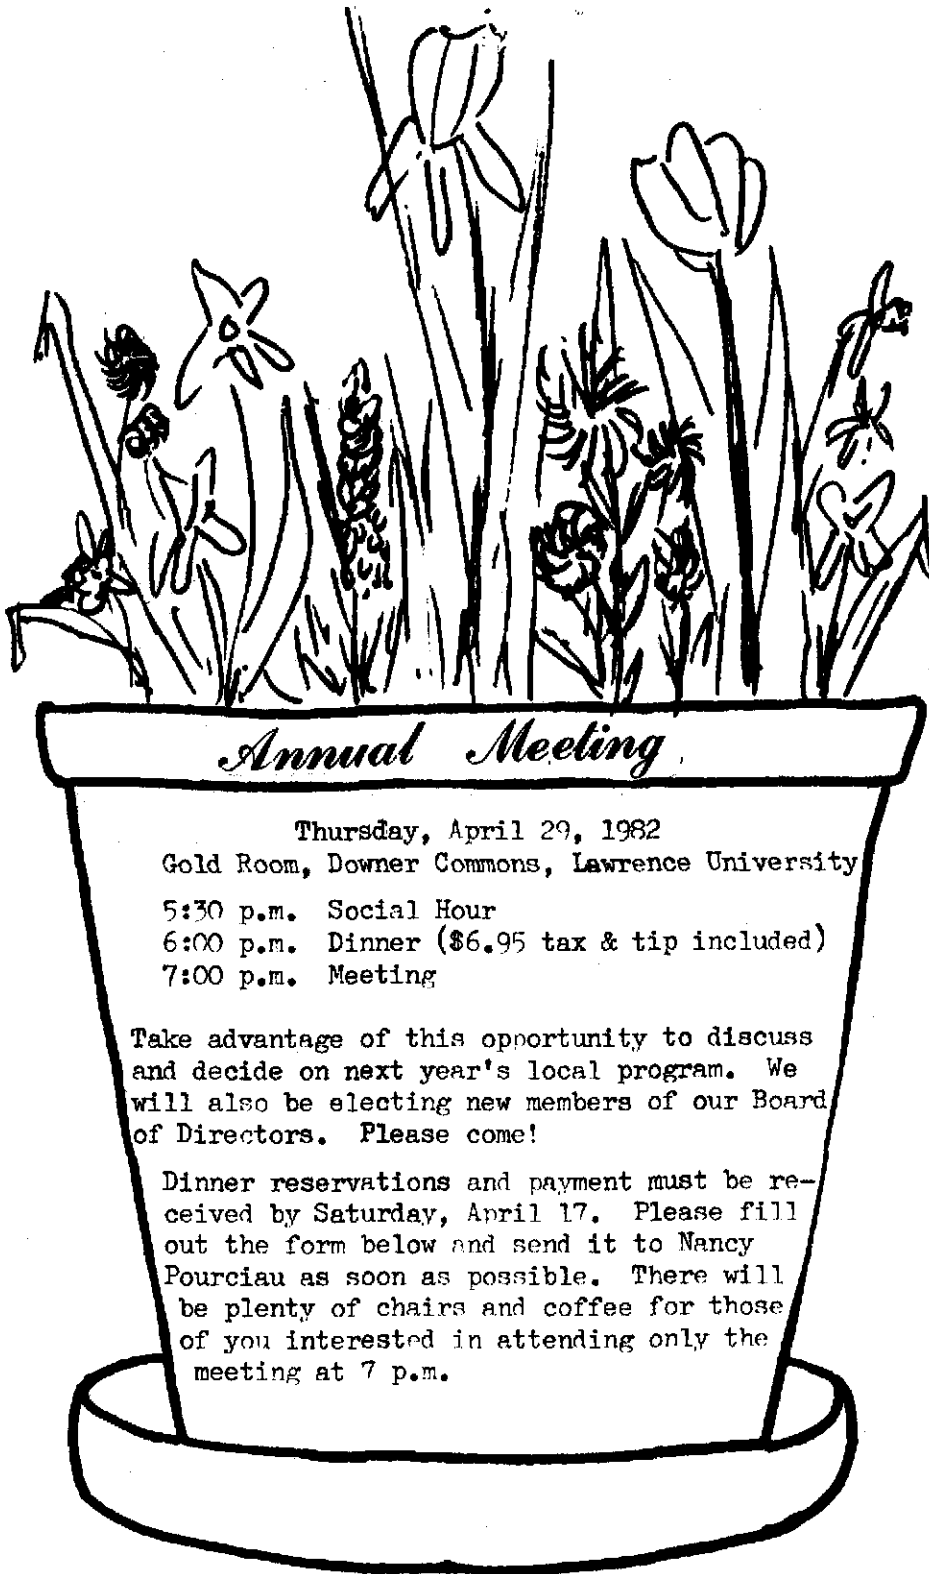 Annual Meeting
Thursday, April 29, 1982
Gold Room, Downer Commons, Lawrence University
5:30 p.m. Social Hour
6:00 p.m. Dinner ($6.95 tax & tip included)
7:00 p.m. Meeting
Take advantage of this opportunity to discuss
and decide on next year's local program. We
will also be electing new members of our Board
of Directors. Please come!
Dinner reservations and payment must be re-
ceived by Saturday, April 17. Please fill
out the form below and send it to Nancy
Pourciau as soon as possible. There will
be plenty of chairs and coffee for those
of you interested in attending only the
meeting at 7 p.m.